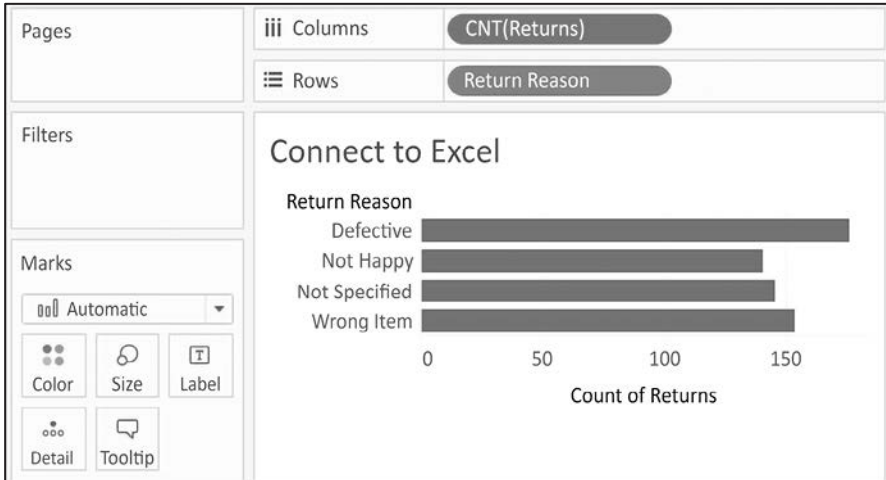 Pages
Columns CNT(Returns)
Rows Return Reason
Filters
Connect to Excel
Return Reason
Defective
Not Happy
Not Specified
Wrong Item
0 50 100 150
Count of Returns
Marks
Automatic
Color Size Label
Detail Tooltip